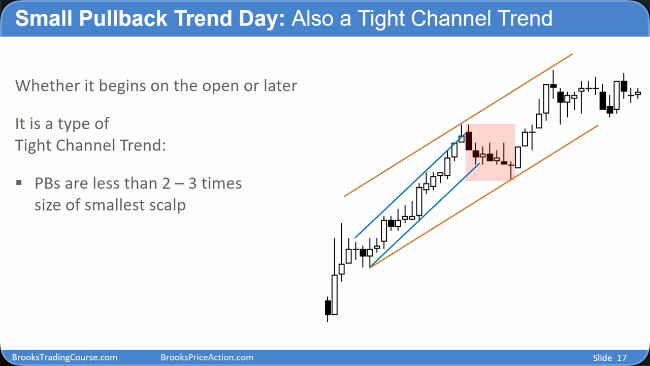 Small Pullback Trend Day: Also a Tight Channel Trend
Whether it begins on the open or later
It is a type of
Tight Channel Trend:
▪ PBs are less than 2 – 3 times
size of smallest scalp
BrooksTradingCourse.com
BrooksPriceAction.com
Slide 17